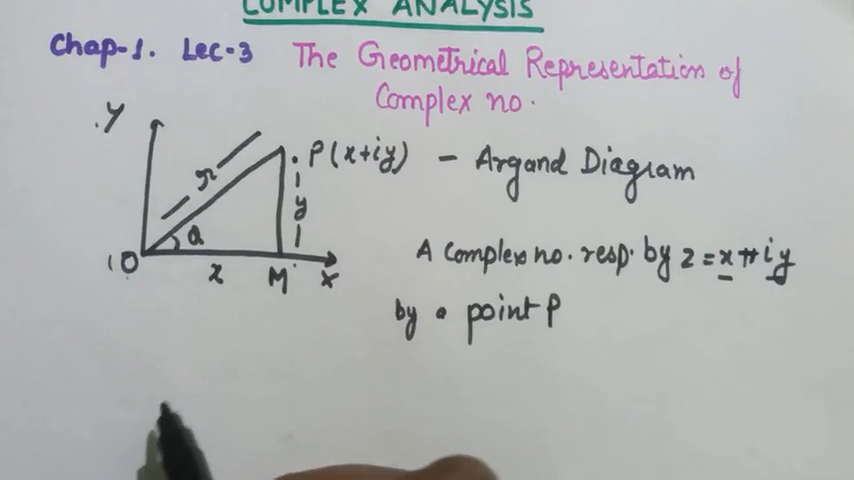 COMPLEX ANALYSIS
Chap-1. Lec-3 The Geometrical Representation of
Complex no.
y
r
P(x+iy) - Argand Diagram
y
Q
A Complex no. resp. by z = x+iy
O x M x
by a point P